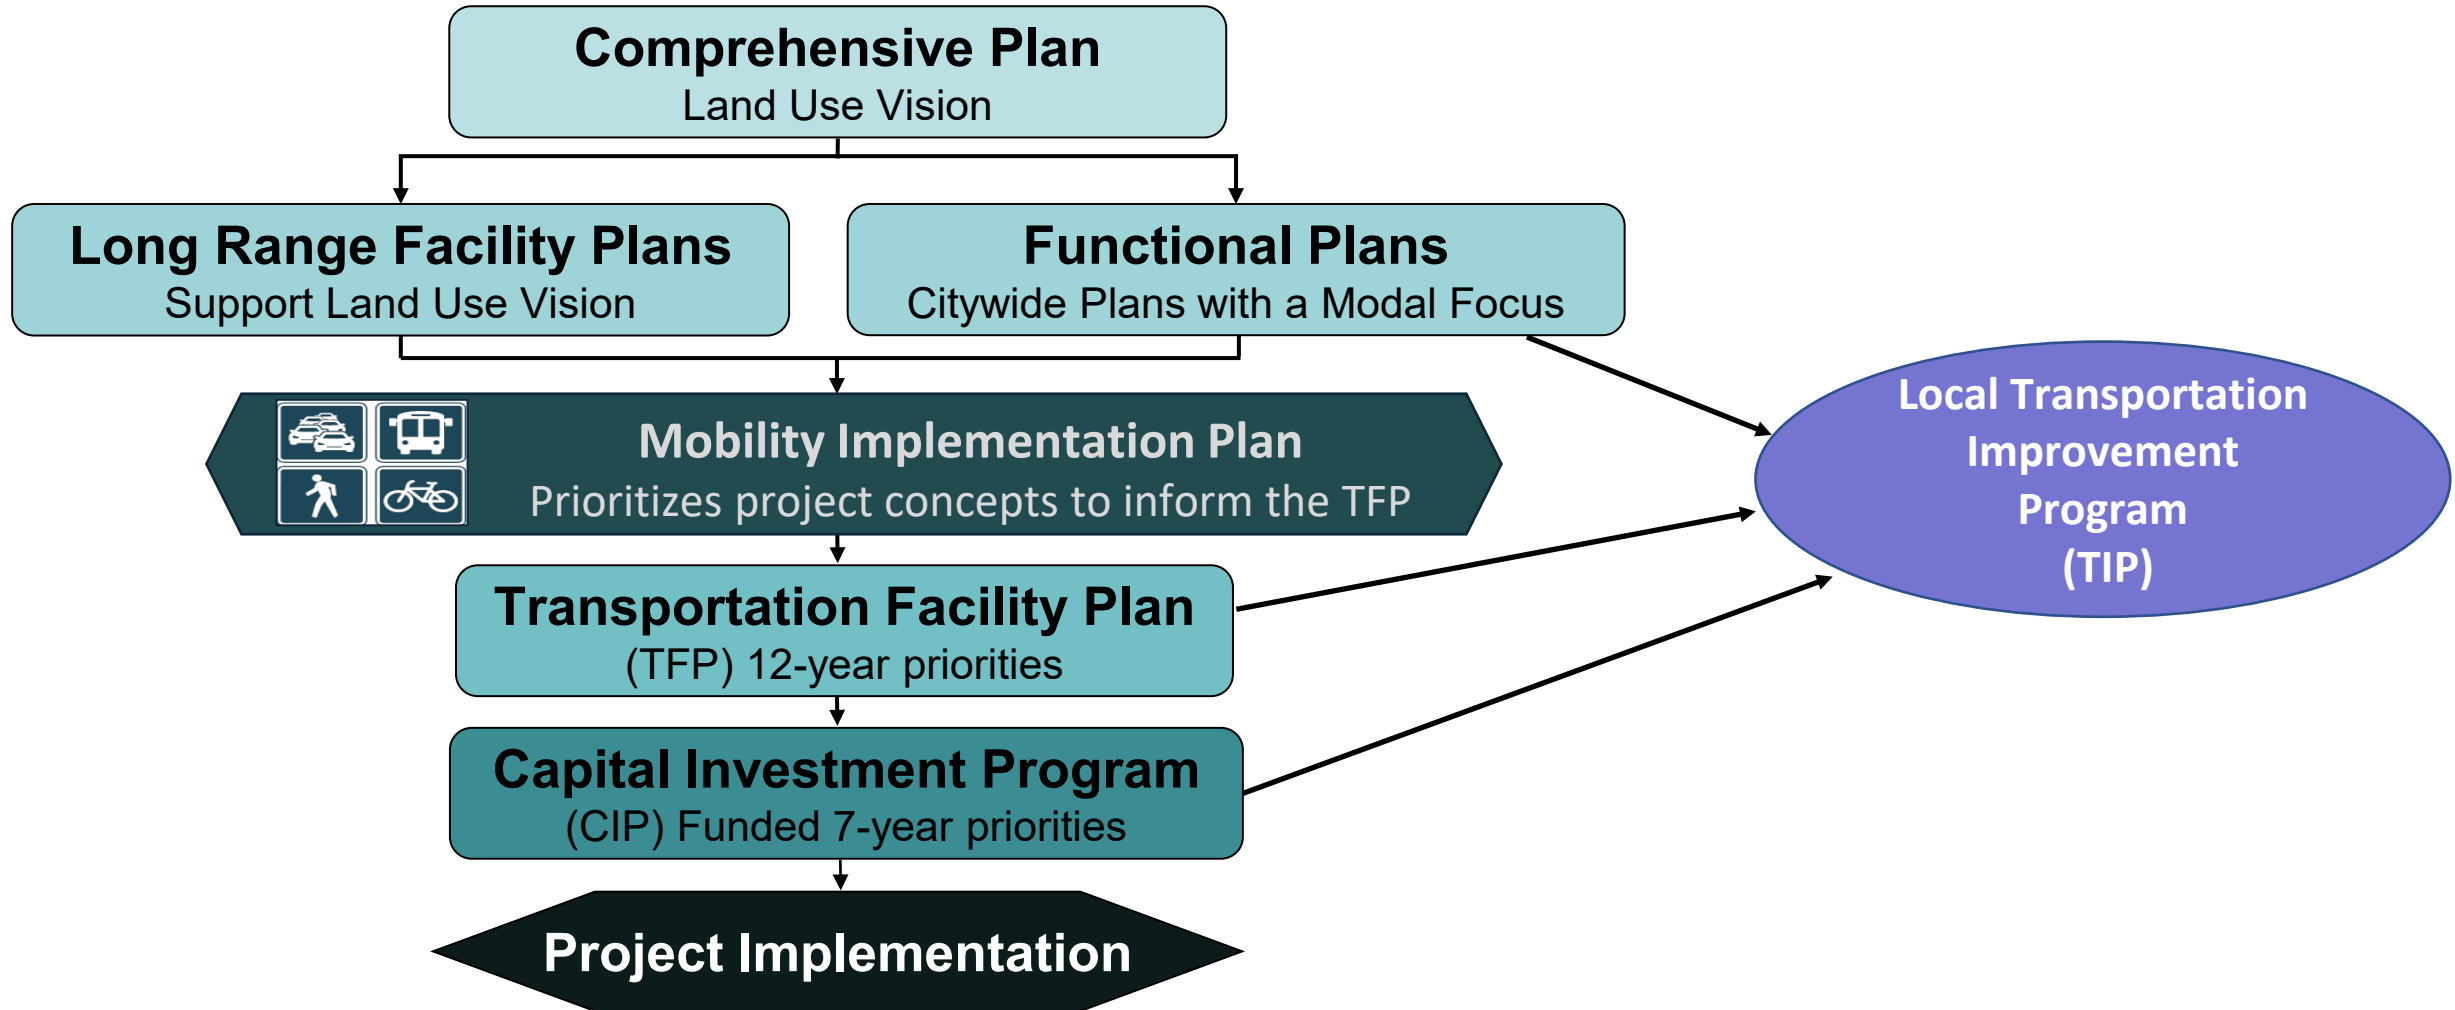 Comprehensive Plan
Land Use Vision
Long Range Facility Plans
Support Land Use Vision
Functional Plans
Citywide Plans with a Modal Focus
Mobility Implementation Plan
Prioritizes project concepts to inform the TFP
Local Transportation
Improvement
Program
(TIP)
Transportation Facility Plan
(TFP) 12-year priorities
Capital Investment Program
(CIP) Funded 7-year priorities
Project Implementation